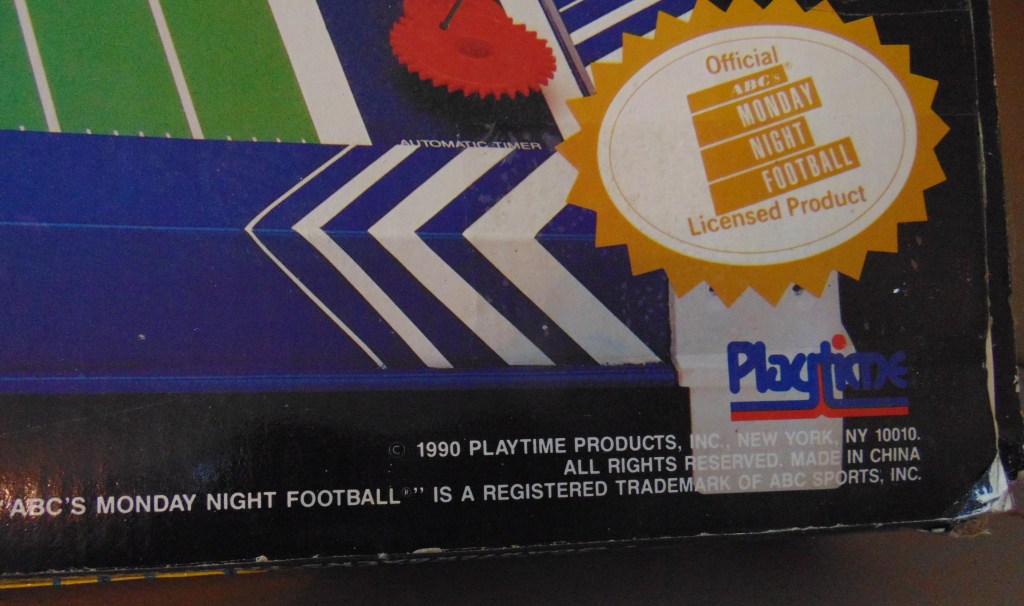 Official
ABC's®
MONDAY
NIGHT
FOOTBALL
Licensed Product
AUTOMATIC TIMER
Playtime
© 1990 PLAYTIME PRODUCTS, INC., NEW YORK, NY 10010.
ALL RIGHTS RESERVED. MADE IN CHINA
"ABC'S MONDAY NIGHT FOOTBALL®" IS A REGISTERED TRADEMARK OF ABC SPORTS, INC.